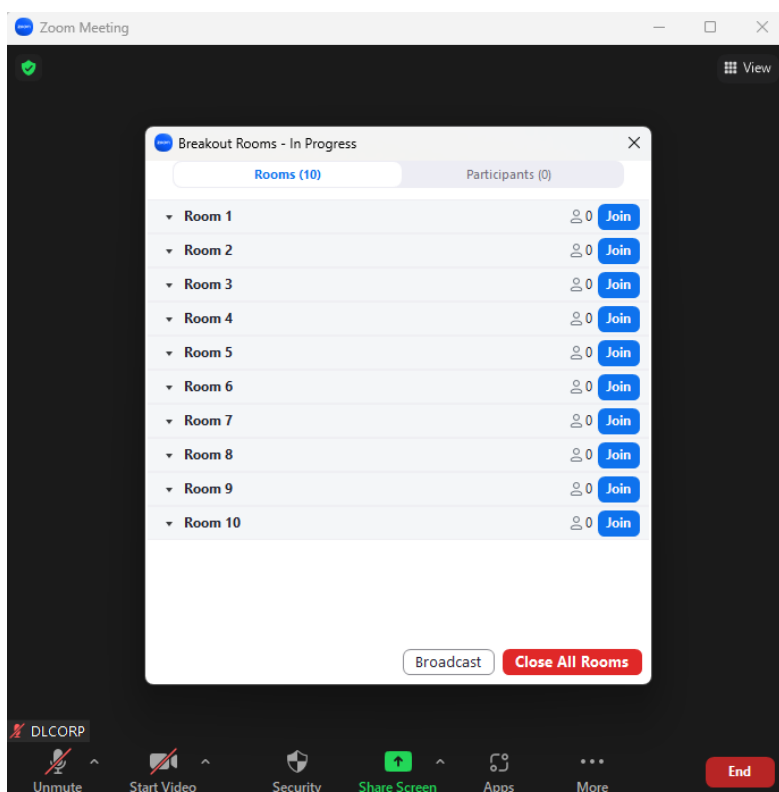 zoom Zoom Meeting
View
zoom Breakout Rooms - In Progress
Rooms (10) Participants (0)
Room 1 0 Join
Room 2 0 Join
Room 3 0 Join
Room 4 0 Join
Room 5 0 Join
Room 6 0 Join
Room 7 0 Join
Room 8 0 Join
Room 9 0 Join
Room 10 0 Join
Broadcast Close All Rooms
DLCORP
Unmute Start Video Security Share Screen Apps More End